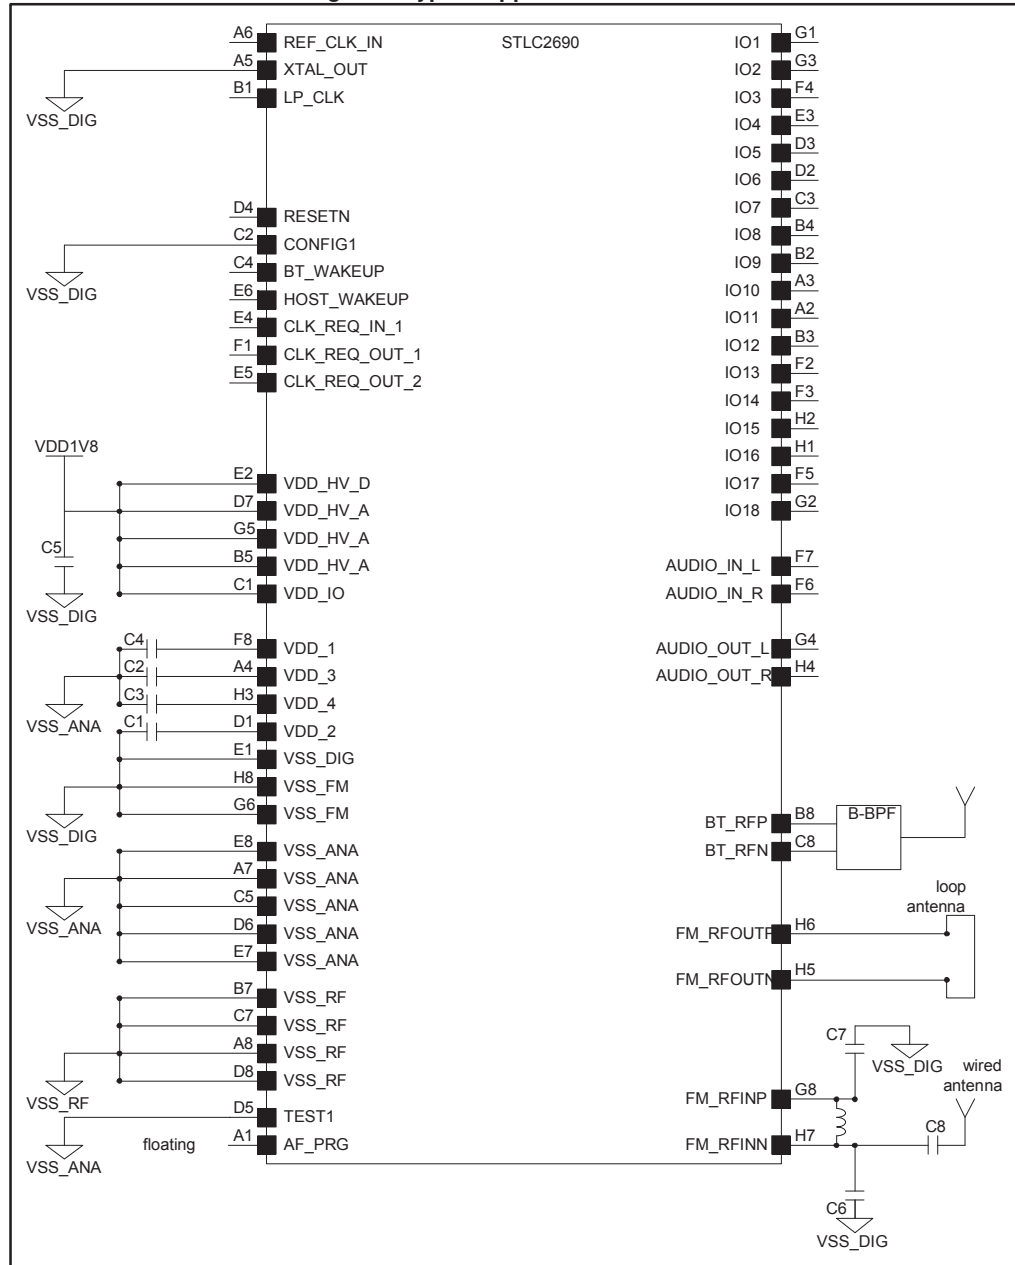 A6 REF_CLK_IN STLC2690 IO1 G1
A5 XTAL_OUT IO2 G3
B1 LP_CLK IO3 F4
VSS_DIG
IO4 E3
IO5 D3
IO6 D2
D4 RESETN IO7 C3
C2 CONFIG1 IO8 B4
C4 BT_WAKEUP IO9 B2
VSS_DIG
E6 HOST_WAKEUP IO10 A3
E4 CLK_REQ_IN_1 IO11 A2
F1 CLK_REQ_OUT_1 IO12 B3
E5 CLK_REQ_OUT_2 IO13 F2
IO14 F3
IO15 H2
VDD1V8 IO16 H1
E2 VDD_HV_D IO17 F5
D7 VDD_HV_A IO18 G2
G5 VDD_HV_A
C5
B5 VDD_HV_A AUDIO_IN_L F7
C1 VDD_IO AUDIO_IN_R F6
VSS_DIG
C4 F8 VDD_1 AUDIO_OUT_L G4
C2 A4 VDD_3 AUDIO_OUT_R H4
C3 H3 VDD_4
VSS_ANA
C1 D1 VDD_2
E1 VSS_DIG
H8 VSS_FM
G6 VSS_FM
VSS_DIG
BT_RFP B8 B-BPF
E8 VSS_ANA BT_RFN C8
A7 VSS_ANA
C5 VSS_ANA
loop
antenna
VSS_ANA
D6 VSS_ANA FM_RFOUTP H6
E7 VSS_ANA
FM_RFOUTN H5
B7 VSS_RF
C7 VSS_RF
C7
A8 VSS_RF
VSS_DIG
wired
antenna
D8 VSS_RF
VSS_RF
FM_RFINP G8
D5 TEST1
floating A1 AF_PRG FM_RFINN H7 C8
VSS_ANA
C6
VSS_DIG